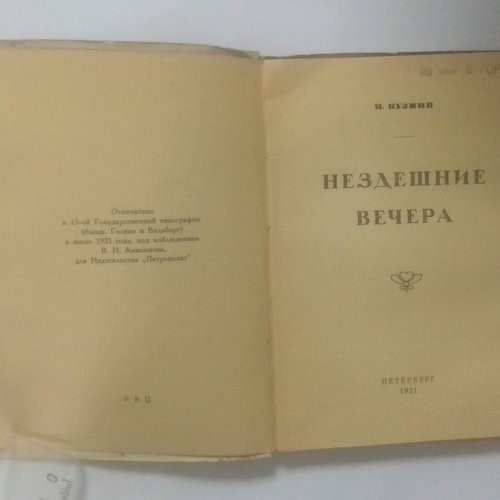 Отпечатано
в 15-ой Государственной типографии
(бывш. Голике и Вильборг)
в июне 1921 года, под наблюдением
В. И. Анисимова,
для Издательства „Петрополис“
Р. В. Ц.
М. КУЗМИН
НЕЗДЕШНИЕ
ВЕЧЕРА
ПЕТЕРБУРГ
1921